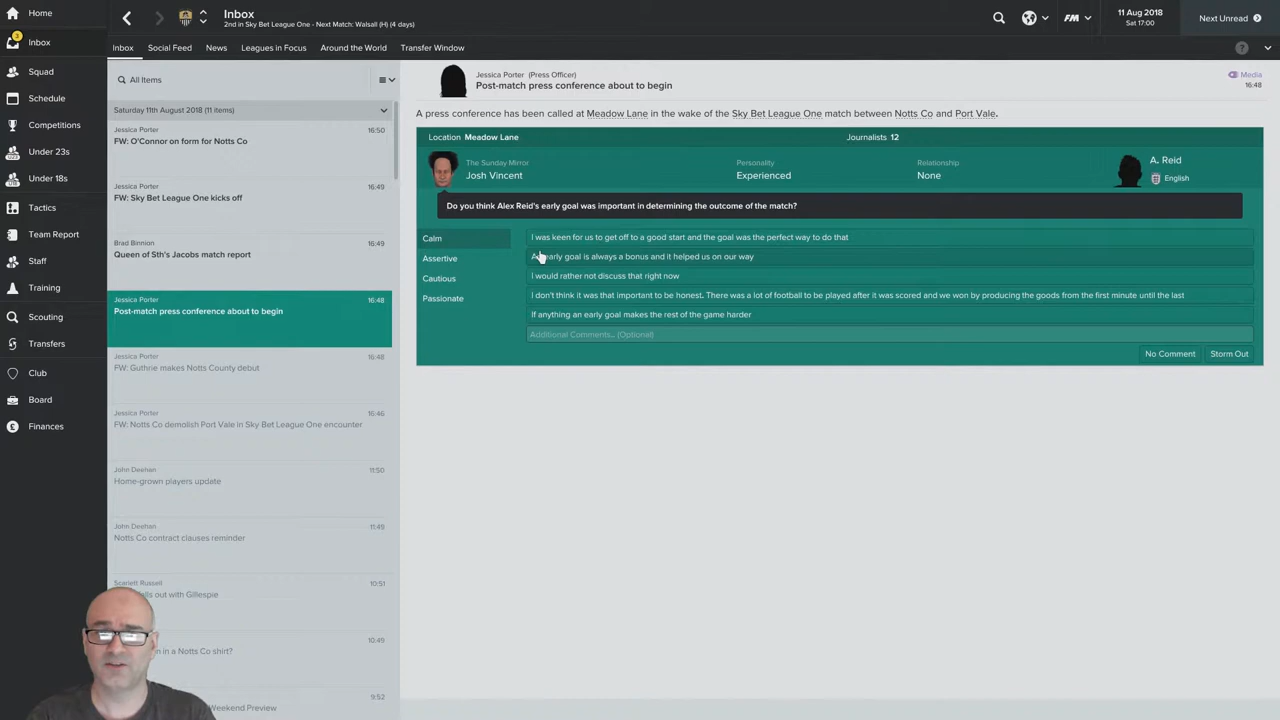 Home
3
Inbox
Squad
Schedule
Competitions
Under 23s
Under 18s
Tactics
Team Report
Staff
Training
Scouting
Transfers
Club
Board
Finances
Inbox
2nd in Sky Bet League One - Next Match: Walsall (H) (4 days)
FM
11 Aug 2018
Sat 17:00
Next Unread
Inbox Social Feed News Leagues in Focus Around the World Transfer Window
?
All Items
Saturday 11th August 2018 (11 items)
Jessica Porter 16:50
FW: O'Connor on form for Notts Co
Jessica Porter 16:49
FW: Sky Bet League One kicks off
Brad Binnion 16:49
Queen of Sth's Jacobs match report
Jessica Porter 16:48
Post-match press conference about to begin
Jessica Porter 16:48
FW: Guthrie makes Notts County debut
Jessica Porter 16:46
FW: Notts Co demolish Port Vale in Sky Bet League One encounter
John Deehan 11:50
Home-grown players update
John Deehan 11:49
Notts Co contract clauses reminder
Scarlett Russell 10:51
falls out with Gillespie
10:49
in a Notts Co shirt?
9:52
Weekend Preview
Jessica Porter (Press Officer)
Post-match press conference about to begin
Media
16:48
A press conference has been called at Meadow Lane in the wake of the Sky Bet League One match between Notts Co and Port Vale.
Location Meadow Lane Journalists 12
The Sunday Mirror
Josh Vincent
Personality
Experienced
Relationship
None
A. Reid
English
Do you think Alex Reid's early goal was important in determining the outcome of the match?
Calm
Assertive
Cautious
Passionate
I was keen for us to get off to a good start and the goal was the perfect way to do that
early goal is always a bonus and it helped us on our way
I would rather not discuss that right now
I don't think it was that important to be honest. There was a lot of football to be played after it was scored and we won by producing the goods from the first minute until the last
If anything an early goal makes the rest of the game harder
Additional Comments... (Optional)
No Comment Storm Out